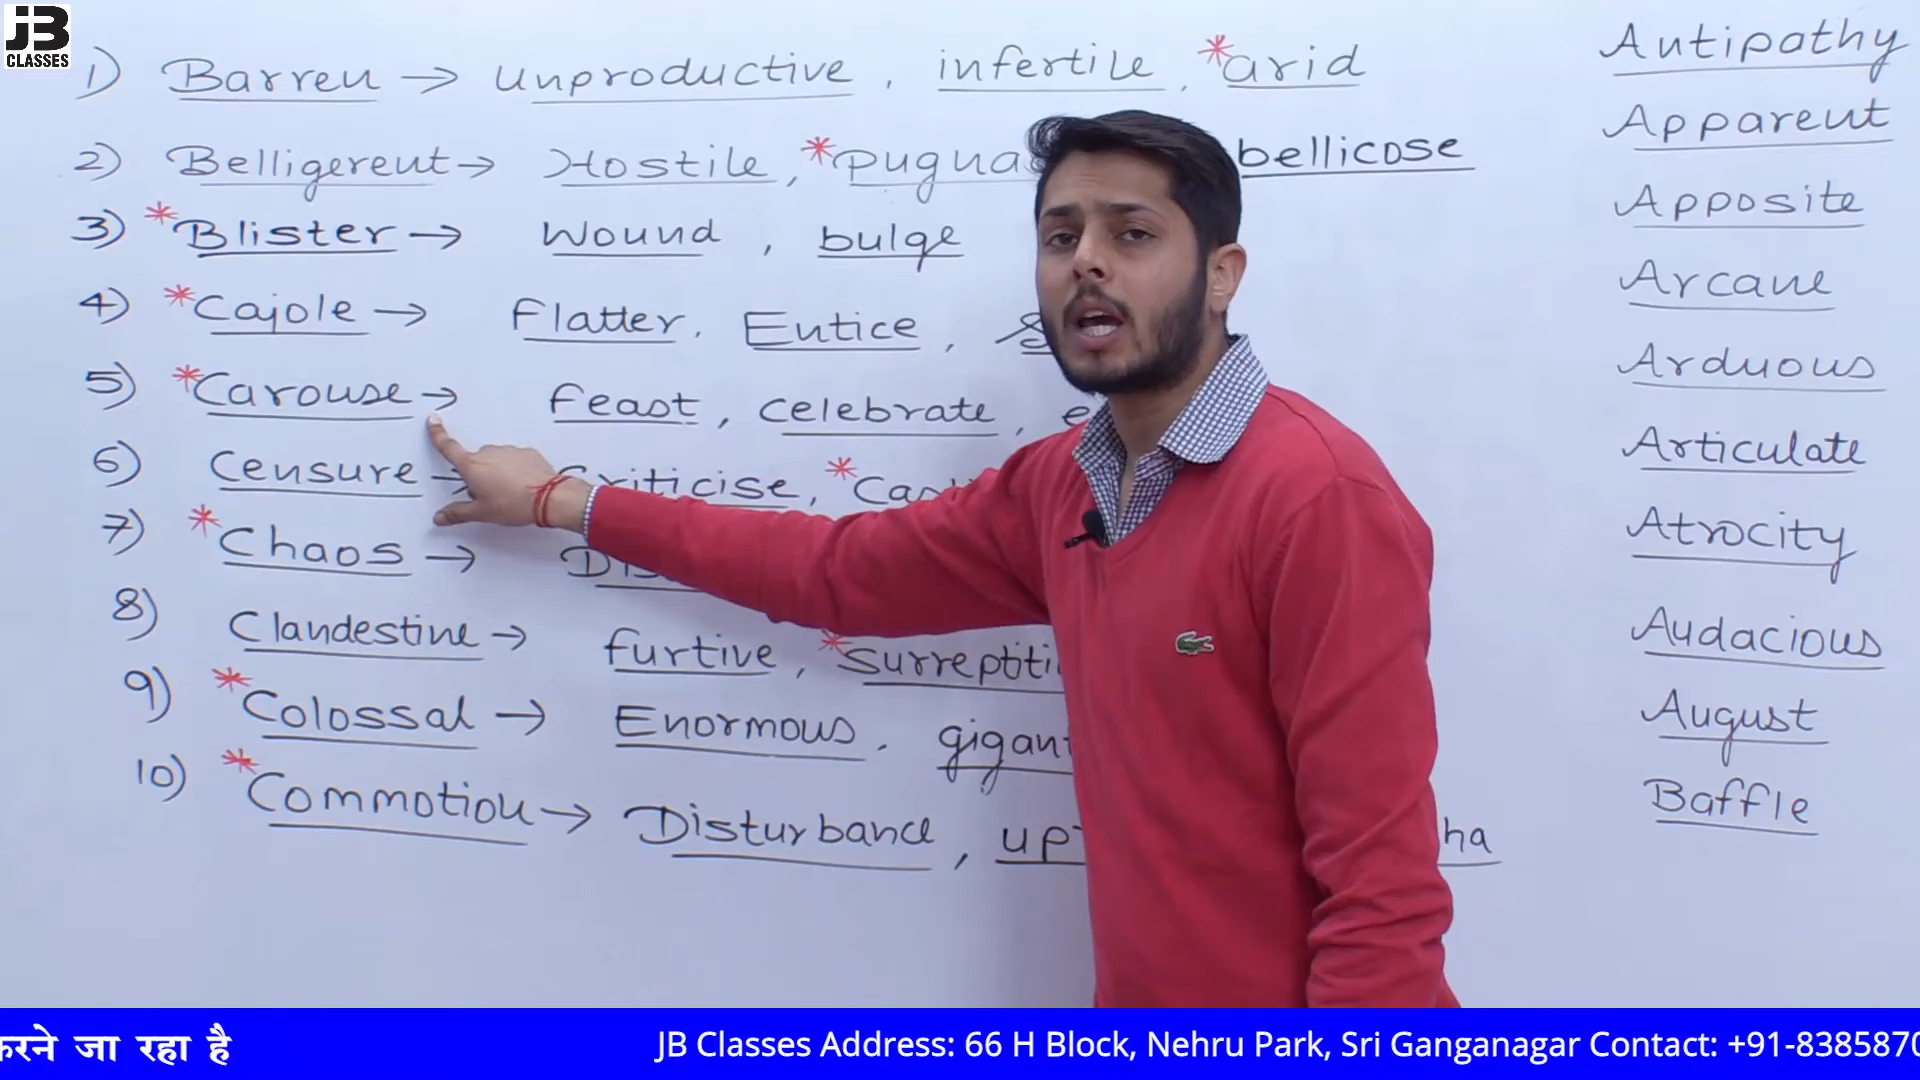 JB
CLASSES
1) Barren → unproductive, infertile, *arid
2) Belligerent → Hostile, *pugna bellicose
3) *Blister → Wound, bulge
4) *Cajole → Flatter, Entice,
5) *Carouse → feast, celebrate,
6) Censure → Criticise, *
7) *Chaos → Dis
8) Clandestine → furtive, *surreptiti
9) *Colossal → Enormous, gigant
10) *Commotion → Disturbance, up ha
Antipathy
Apparent
Apposite
Arcane
Arduous
Articulate
Atrocity
Audacious
August
Baffle
करने जा रहा है JB Classes Address: 66 H Block, Nehru Park, Sri Ganganagar Contact: +91-8385870